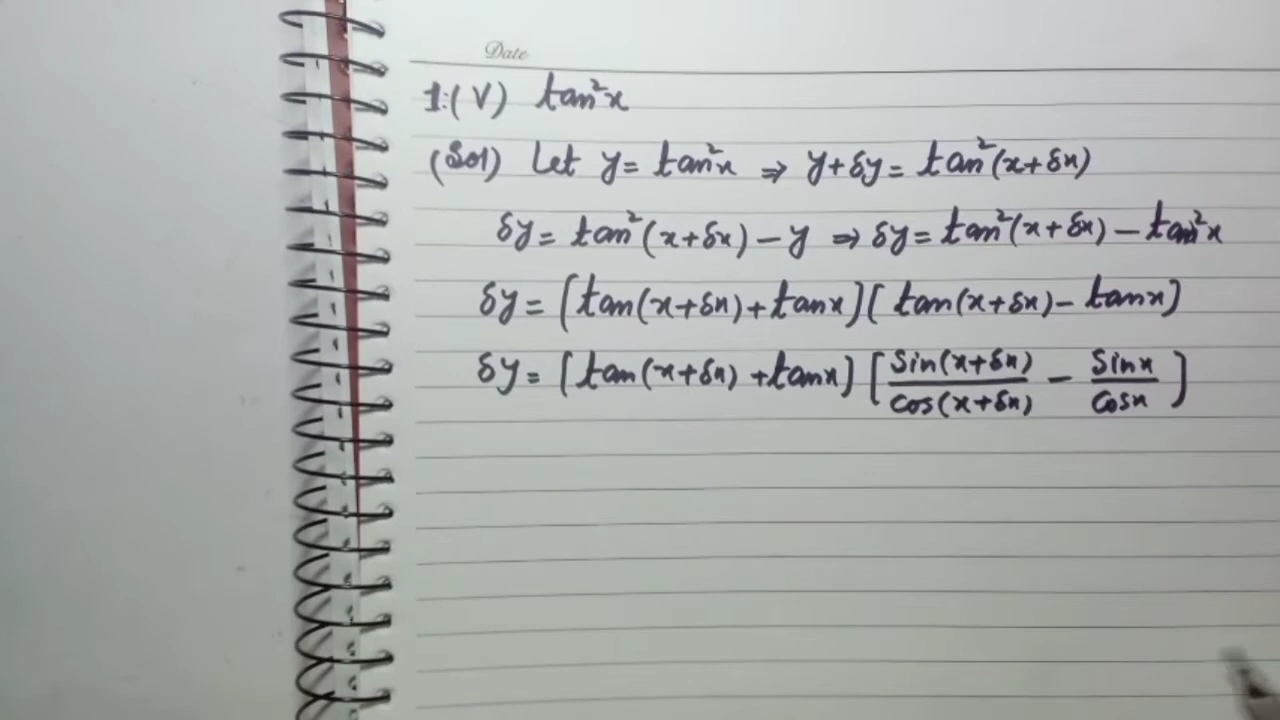 Date
1:(V) tan²x
(Sol) Let y= tan²x ⇒ y+δy= tan²(x+δx)
δy= tan²(x+δx)-y ⇒ δy= tan²(x+δx)-tan²x
δy= [tan(x+δx)+tanx][tan(x+δx)-tanx]
δy= [tan(x+δx)+tanx][Sin(x+δx)/Cos(x+δx) - Sinx/Cosx]